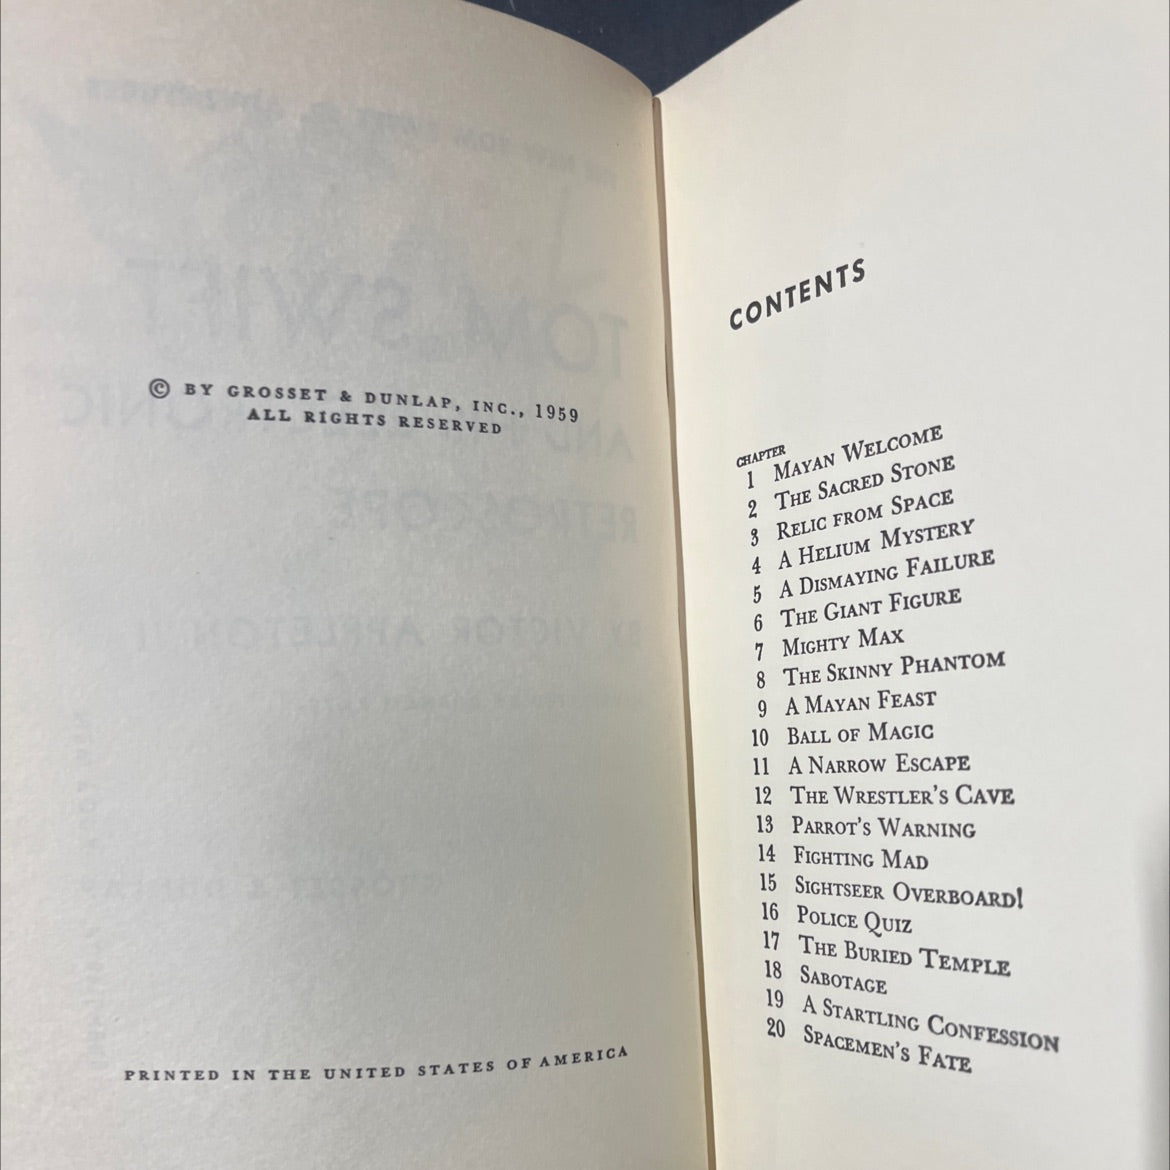 © BY GROSSET & DUNLAP, INC., 1959
ALL RIGHTS RESERVED
PRINTED IN THE UNITED STATES OF AMERICA
CONTENTS
CHAPTER
1 MAYAN WELCOME
2 THE SACRED STONE
3 RELIC FROM SPACE
4 A HELIUM MYSTERY
5 A DISMAYING FAILURE
6 THE GIANT FIGURE
7 MIGHTY MAX
8 THE SKINNY PHANTOM
9 A MAYAN FEAST
10 BALL OF MAGIC
11 A NARROW ESCAPE
12 THE WRESTLER'S CAVE
13 PARROT'S WARNING
14 FIGHTING MAD
15 SIGHTSEER OVERBOARD!
16 POLICE QUIZ
17 THE BURIED TEMPLE
18 SABOTAGE
19 A STARTLING CONFESSION
20 SPACEMEN'S FATE